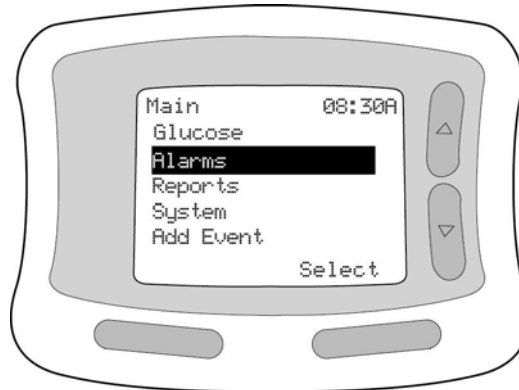 Main 08:30A
Glucose
Alarms
Reports
System
Add Event
Select